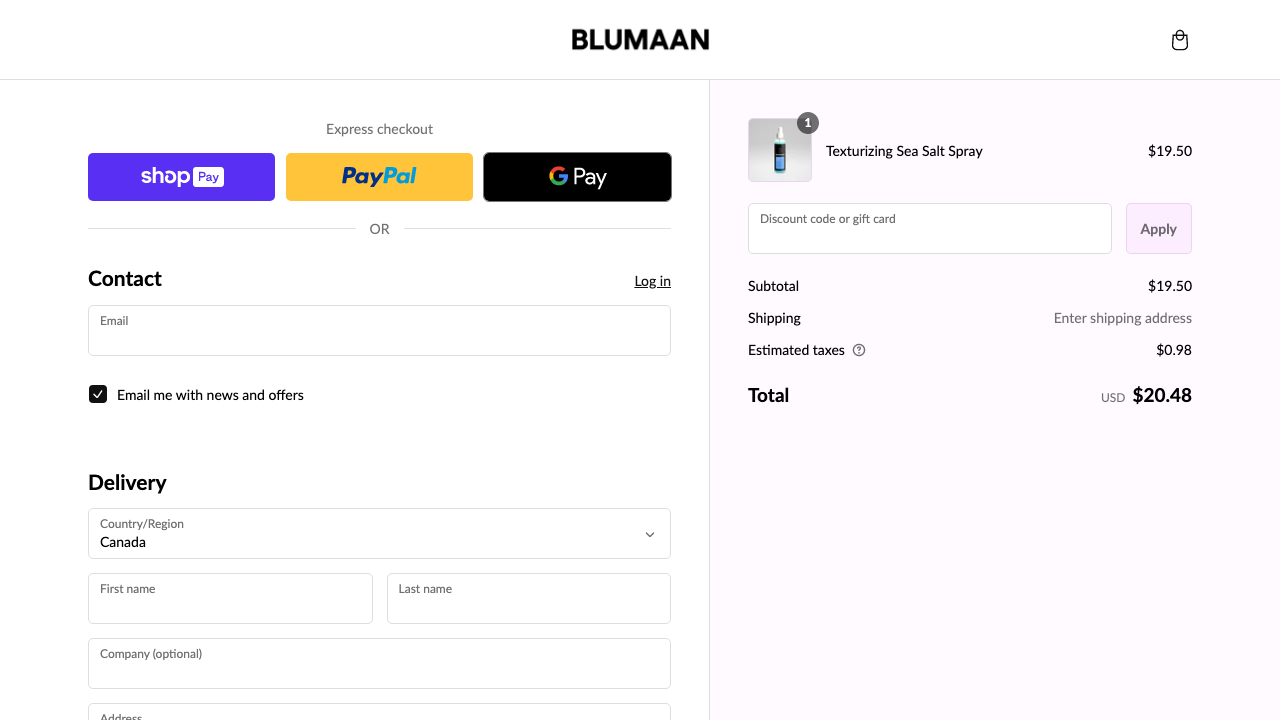 BLUMAAN
Express checkout
shop Pay
PayPal
G Pay
OR
Contact
Log in
Email
Email me with news and offers
Delivery
Country/Region
Canada
First name
Last name
Company (optional)
Address
1
Texturizing Sea Salt Spray
$19.50
Discount code or gift card
Apply
Subtotal
$19.50
Shipping
Enter shipping address
Estimated taxes
$0.98
Total
USD $20.48